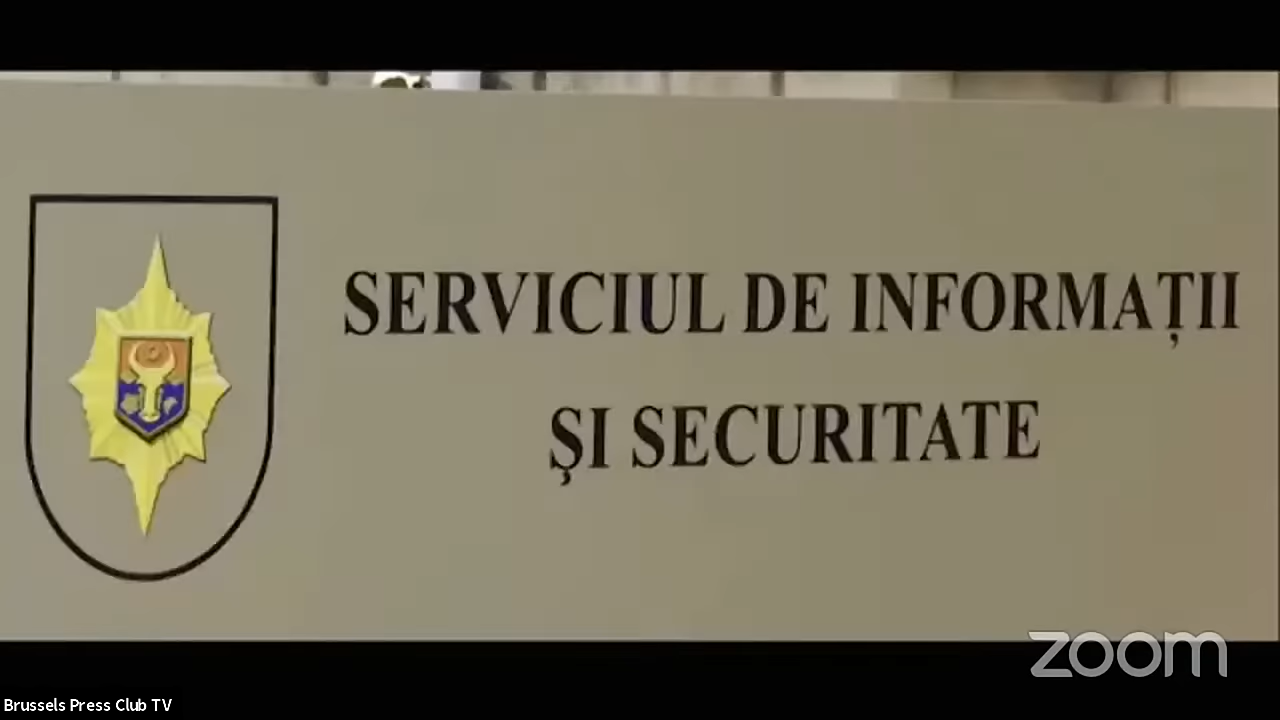 SERVICIUL DE INFORMAȚII
ȘI SECURITATE
zoom
Brussels Press Club TV